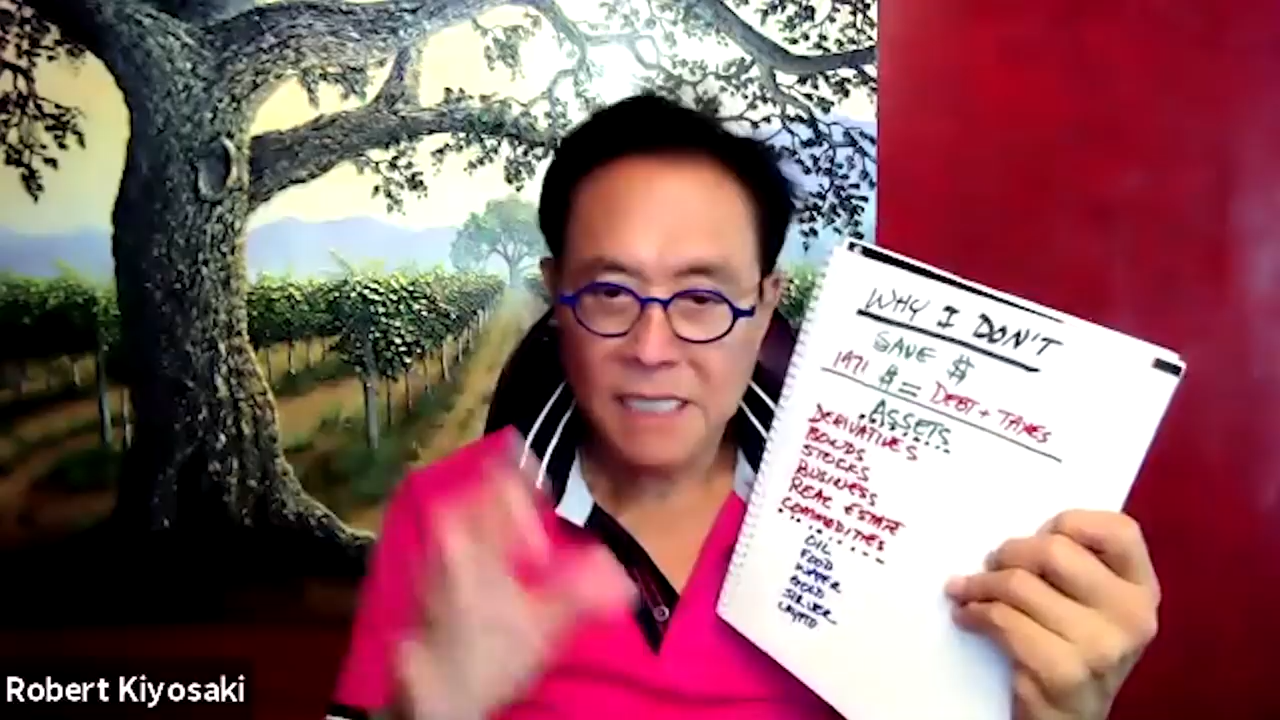 WHY I DON'T
SAVE $
1971 $ = DEBT + TAXES
ASSETS
DERIVATIVES
BONDS
STOCKS
BUSINESS
REAL ESTATE
COMMODITIES
OIL
FOOD
WATER
GOLD
SILVER
CRYPTO
Robert Kiyosaki